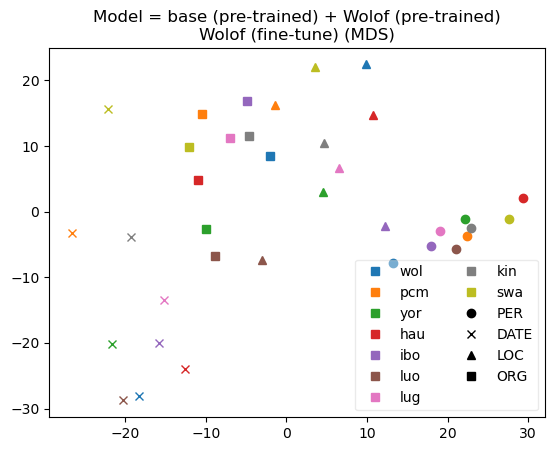 Model = base (pre-trained) + Wolof (pre-trained)
Wolof (fine-tune) (MDS)
20
10
0
−10
−20
−30
−20
−10
0
10
20
30
wol
pcm
yor
hau
ibo
luo
lug
kin
swa
PER
DATE
LOC
ORG